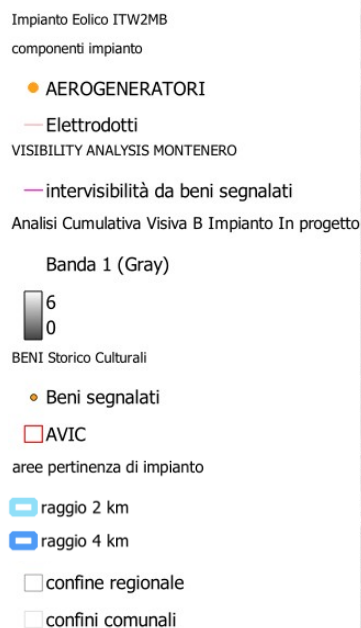 Impianto Eolico ITW2MB
componenti impianto
AEROGENERATORI
Elettrodotti
VISIBILITY ANALYSIS MONTENERO
intervisibilità da beni segnalati
Analisi Cumulativa Visiva B Impianto In progetto
Banda 1 (Gray)
6
0
BENI Storico Culturali
Beni segnalati
AVIC
aree pertinenza di impianto
raggio 2 km
raggio 4 km
confine regionale
confini comunali